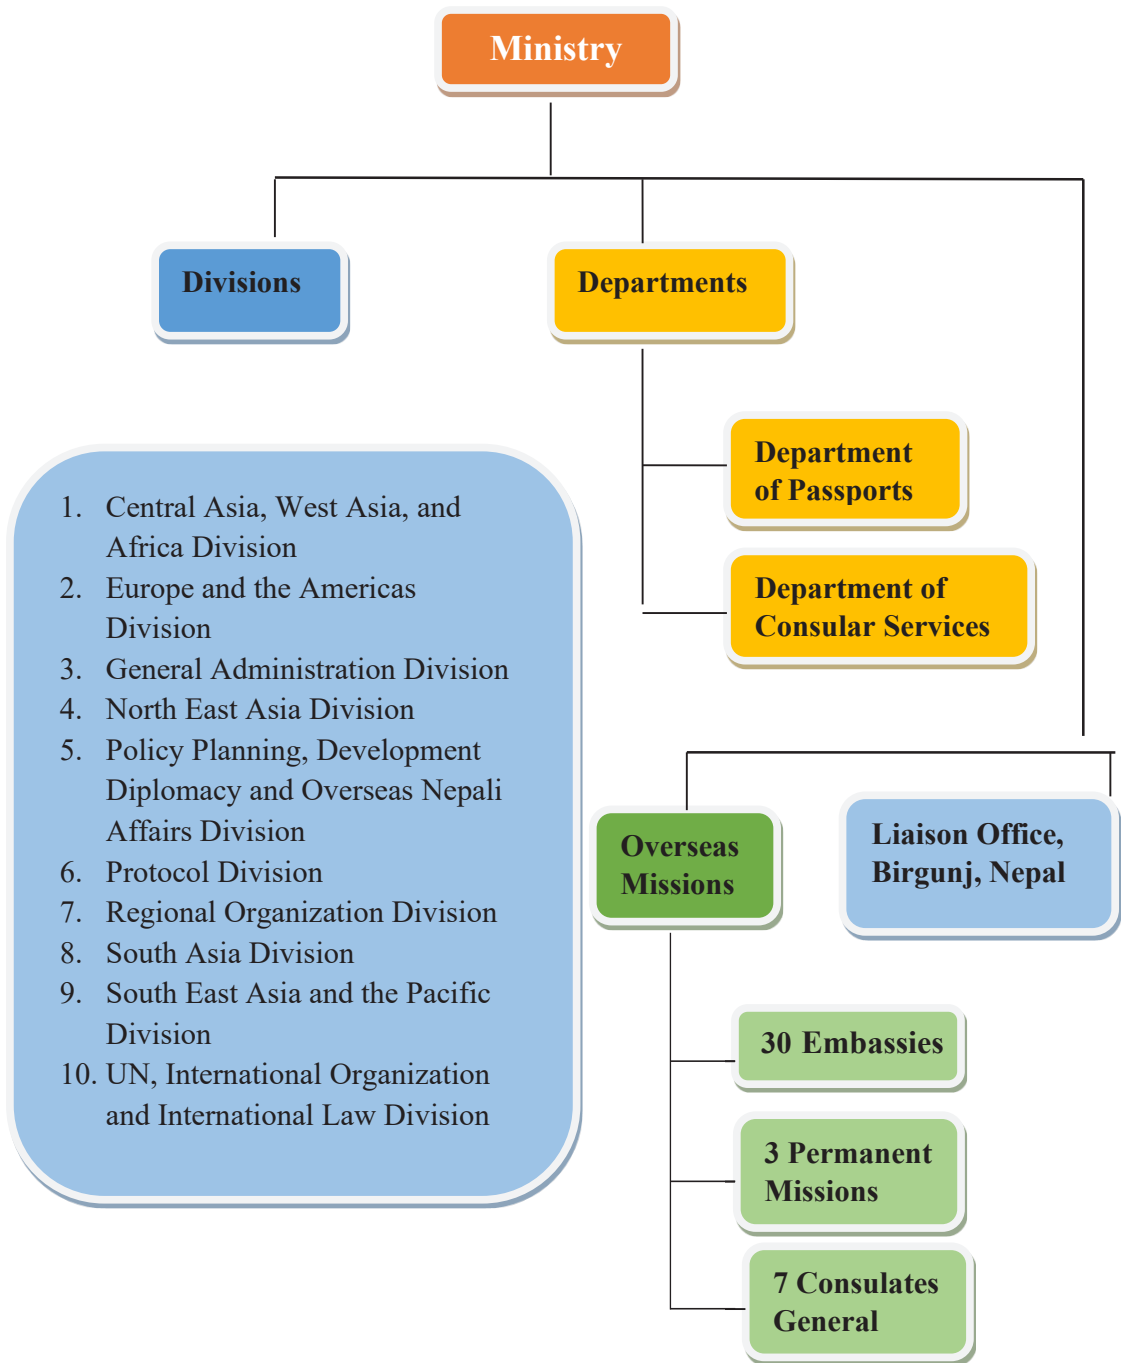 Ministry
Divisions
Departments
Department
of Passports
Department of
Consular Services
1. Central Asia, West Asia, and
Africa Division
2. Europe and the Americas
Division
3. General Administration Division
4. North East Asia Division
5. Policy Planning, Development
Diplomacy and Overseas Nepali
Affairs Division
6. Protocol Division
7. Regional Organization Division
8. South Asia Division
9. South East Asia and the Pacific
Division
10. UN, International Organization
and International Law Division
Overseas
Missions
Liaison Office,
Birgunj, Nepal
30 Embassies
3 Permanent
Missions
7 Consulates
General